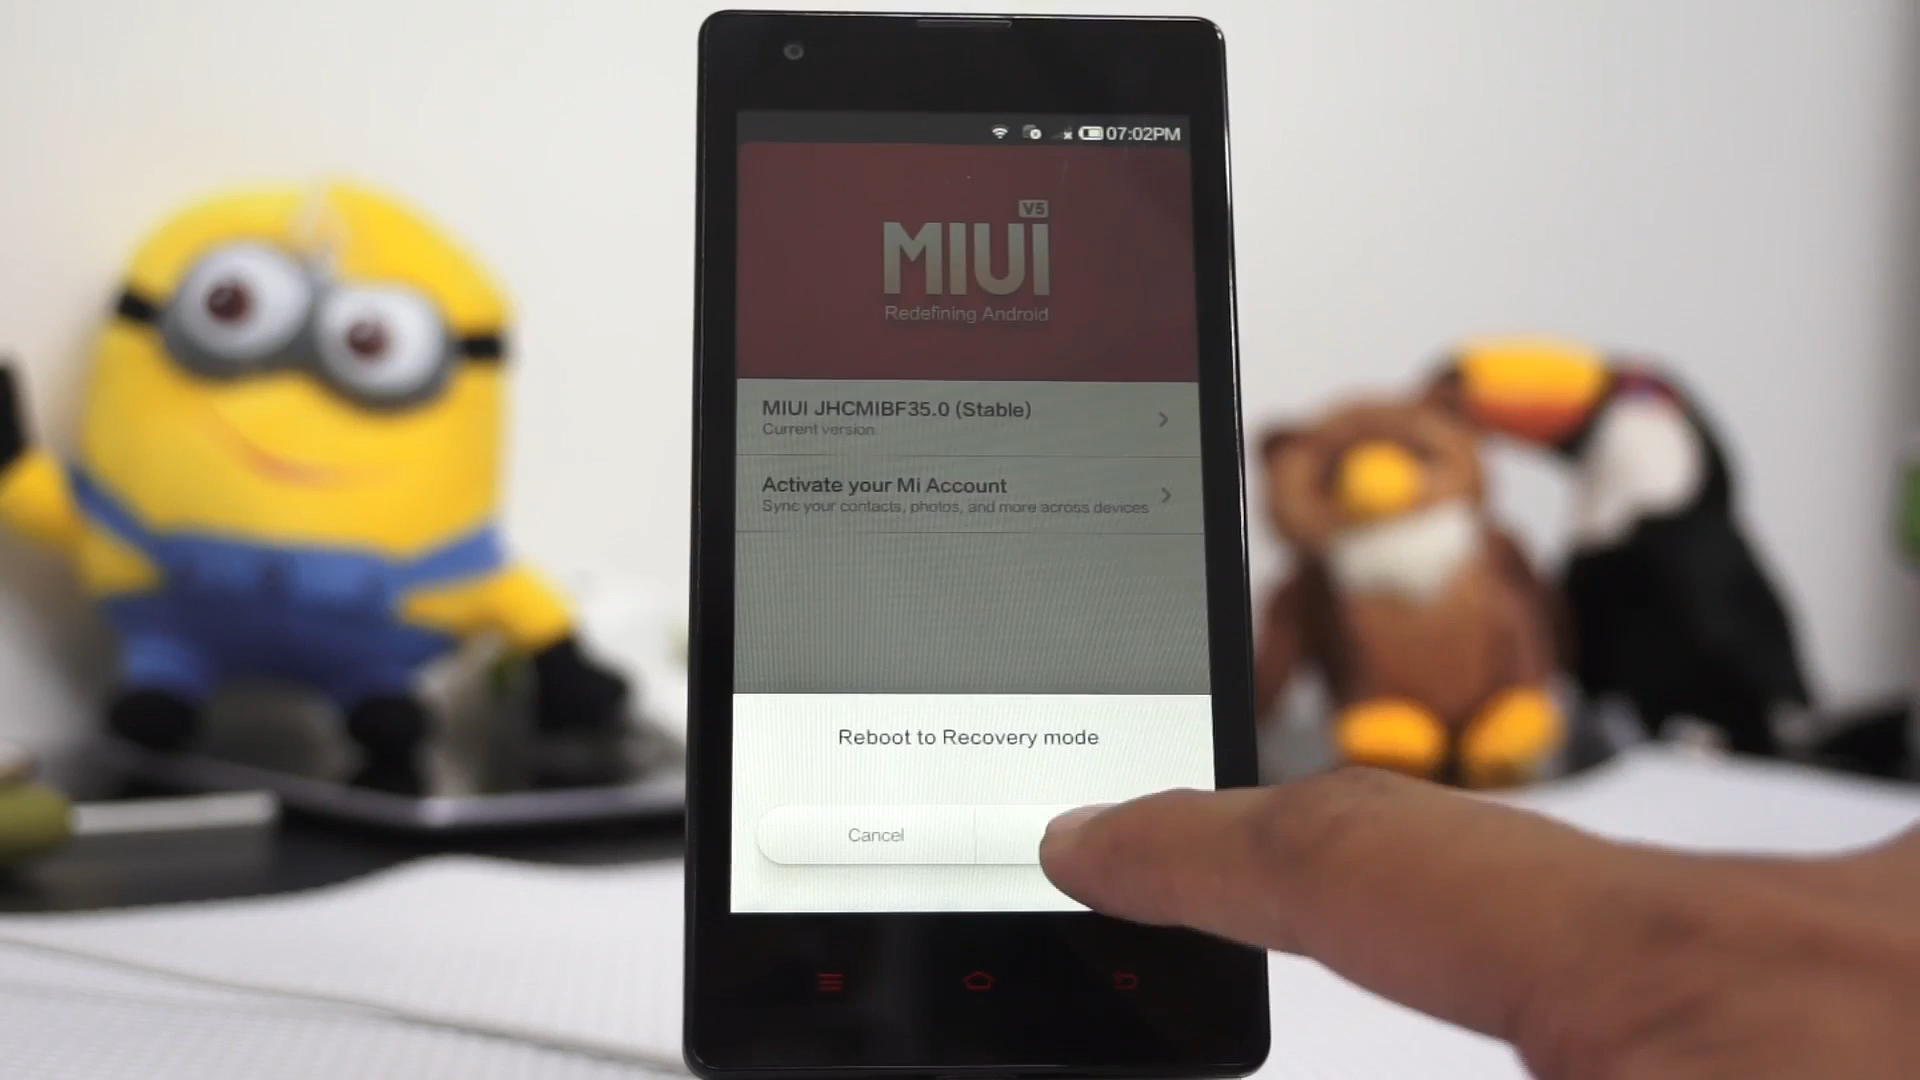 07:02PM
V5
MIUI
Redefining Android
MIUI JHCMIBF35.0 (Stable)
Current version
Activate your Mi Account
Sync your contacts, photos, and more across devices
Reboot to Recovery mode
Cancel